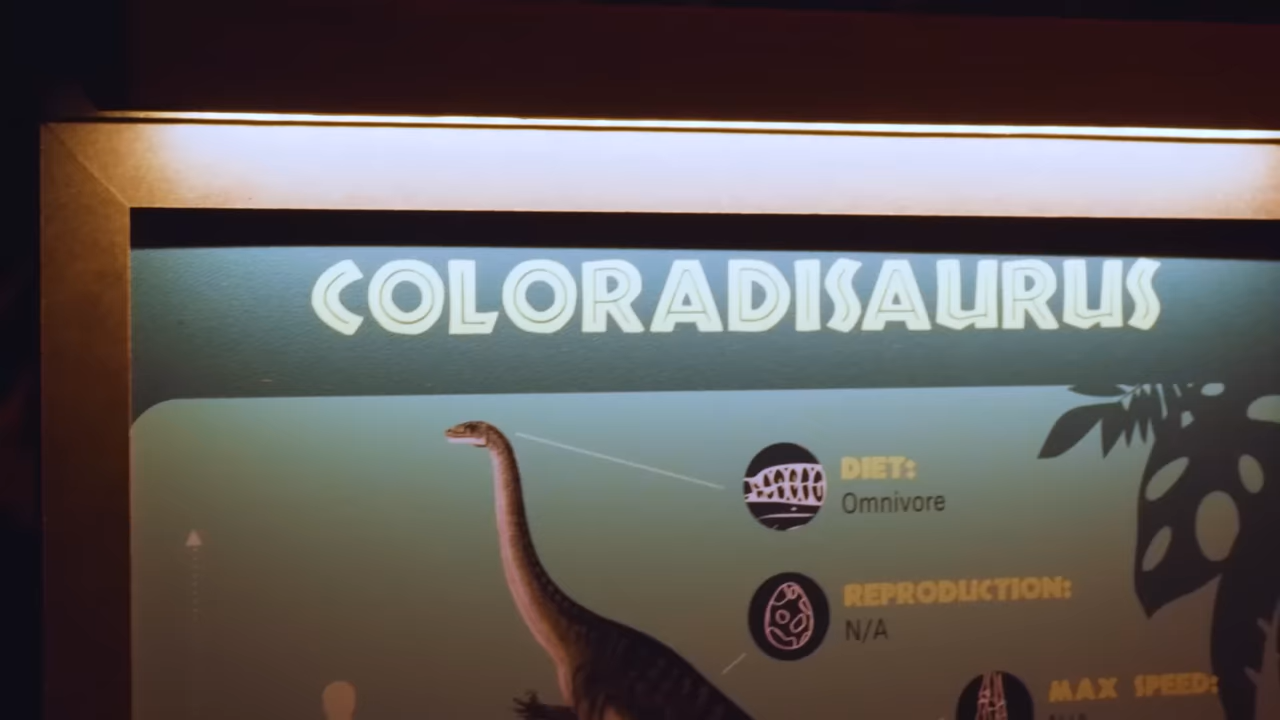 COLORADISAURUS
DIET:
Omnivore
REPRODUCTION:
N/A
MAX SPEED: